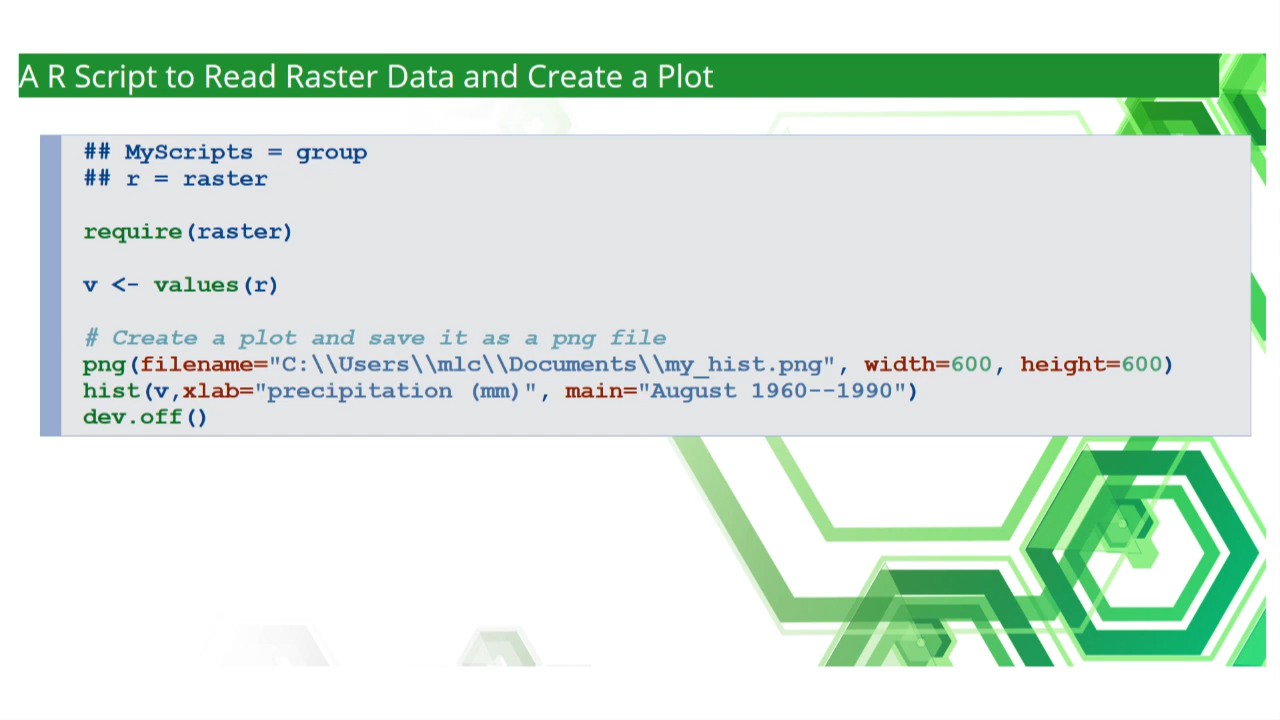 A R Script to Read Raster Data and Create a Plot
## MyScripts = group
## r = raster
require(raster)
v <- values(r)
# Create a plot and save it as a png file
png(filename="C:\\Users\\mlc\\Documents\\my_hist.png", width=600, height=600)
hist(v,xlab="precipitation (mm)", main="August 1960--1990")
dev.off()